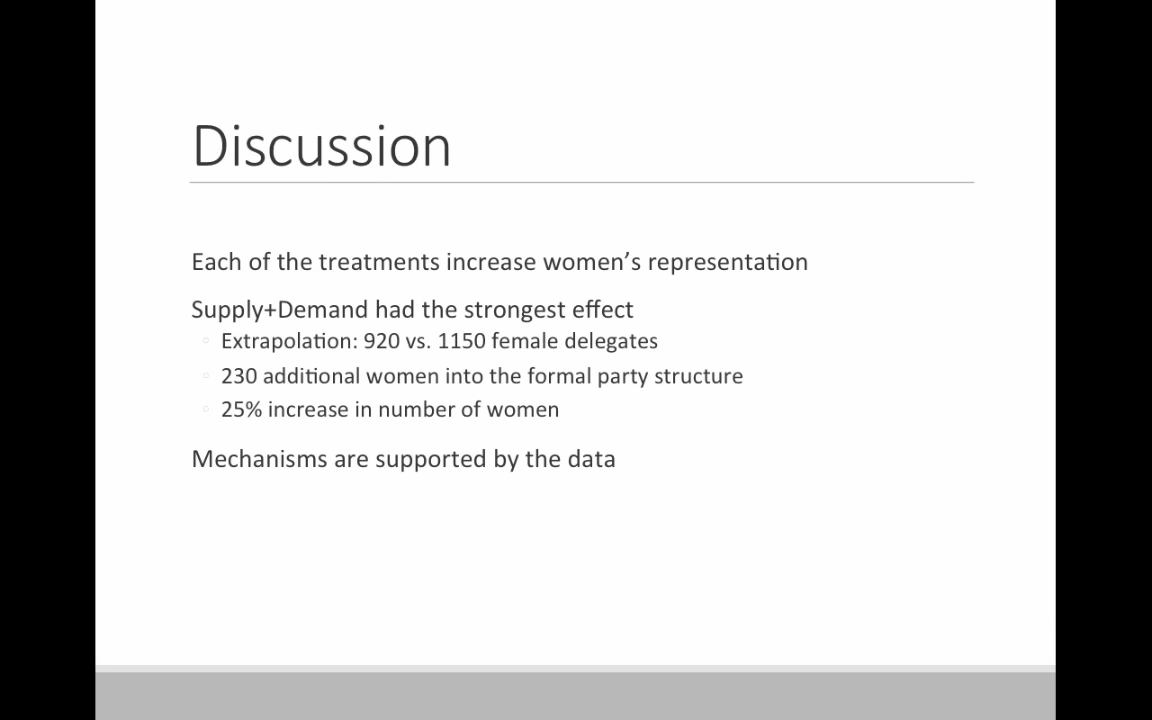 Discussion
Each of the treatments increase women’s representation
Supply+Demand had the strongest effect
Extrapolation: 920 vs. 1150 female delegates
230 additional women into the formal party structure
25% increase in number of women
Mechanisms are supported by the data